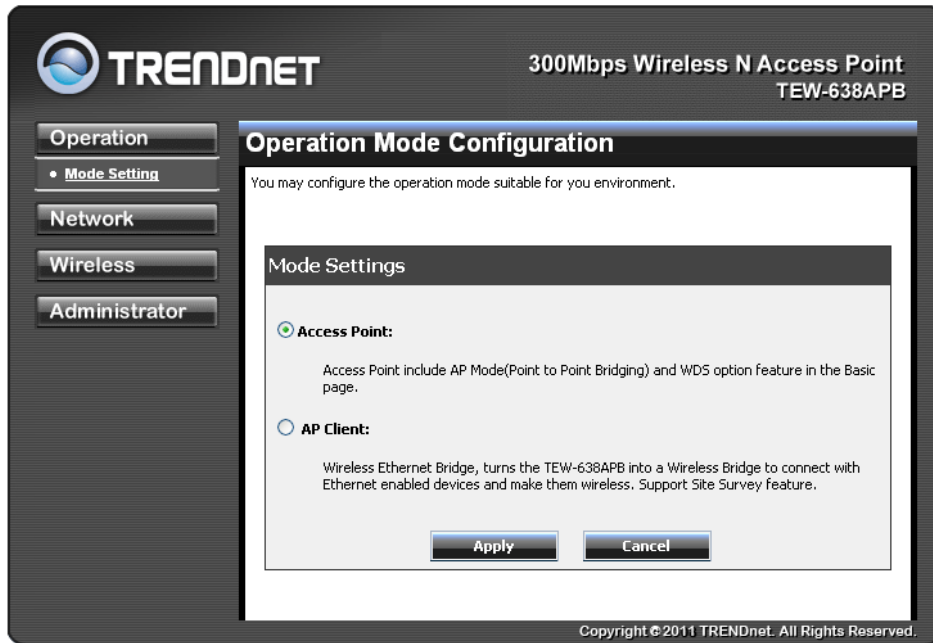 TRENDNET
300Mbps Wireless N Access Point
TEW-638APB
Operation
• Mode Setting
Network
Wireless
Administrator
Operation Mode Configuration
You may configure the operation mode suitable for you environment.
Mode Settings
Access Point:
Access Point include AP Mode(Point to Point Bridging) and WDS option feature in the Basic
page.
AP Client:
Wireless Ethernet Bridge, turns the TEW-638APB into a Wireless Bridge to connect with
Ethernet enabled devices and make them wireless. Support Site Survey feature.
Apply
Cancel
Copyright © 2011 TRENDnet. All Rights Reserved.